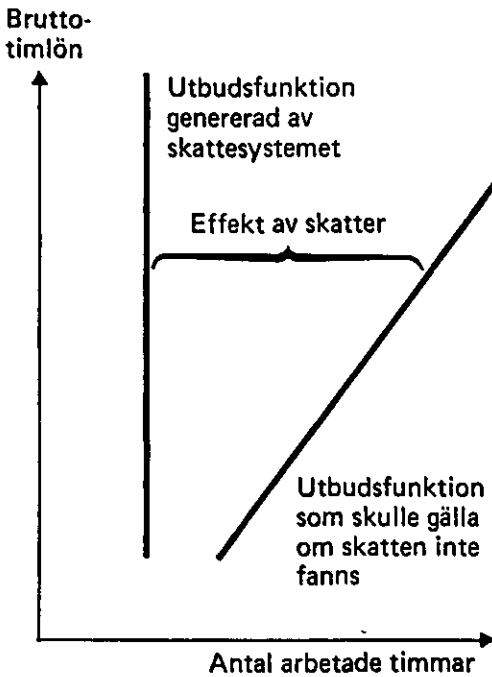 Brutto-
timlön
Utbudsfunktion
genererad av
skattesystemet
Effekt av skatter
Utbudsfunktion
som skulle gälla
om skatten inte
fanns
Antal arbetade timmar